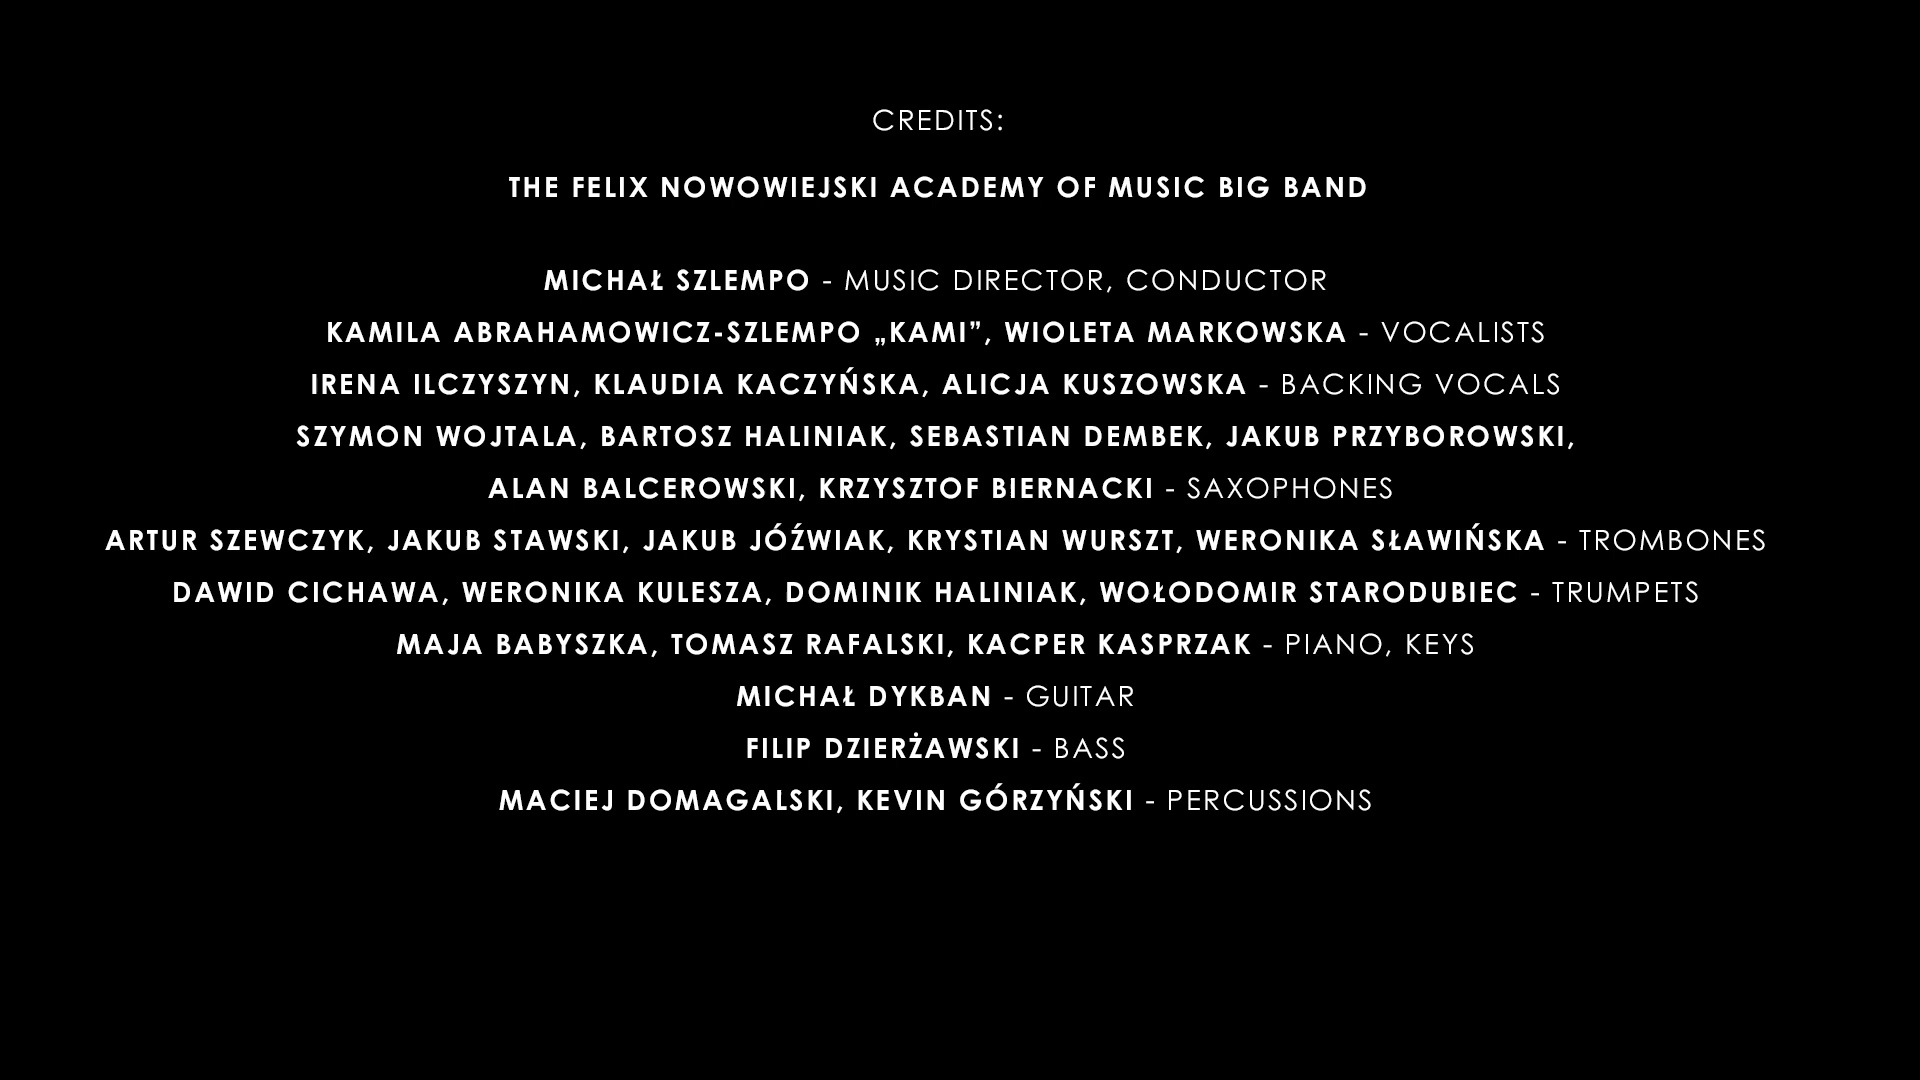 CREDITS:
THE FELIX NOWOWIEJSKI ACADEMY OF MUSIC BIG BAND
MICHAŁ SZLEMPO - MUSIC DIRECTOR, CONDUCTOR
KAMILA ABRAHAMOWICZ-SZLEMPO „KAMI”, WIOLETA MARKOWSKA - VOCALISTS
IRENA ILCZYSZYN, KLAUDIA KACZYŃSKA, ALICJA KUSZOWSKA - BACKING VOCALS
SZYMON WOJTALA, BARTOSZ HALINIAK, SEBASTIAN DEMBEK, JAKUB PRZYBOROWSKI,
ALAN BALCEROWSKI, KRZYSZTOF BIERNACKI - SAXOPHONES
ARTUR SZEWCZYK, JAKUB STAWSKI, JAKUB JÓŹWIAK, KRYSTIAN WURSZT, WERONIKA SŁAWIŃSKA - TROMBONES
DAWID CICHAWA, WERONIKA KULESZA, DOMINIK HALINIAK, WOŁODOMIR STARODUBIEC - TRUMPETS
MAJA BABYSZKA, TOMASZ RAFALSKI, KACPER KASPRZAK - PIANO, KEYS
MICHAŁ DYKBAN - GUITAR
FILIP DZIERŻAWSKI - BASS
MACIEJ DOMAGALSKI, KEVIN GÓRZYŃSKI - PERCUSSIONS